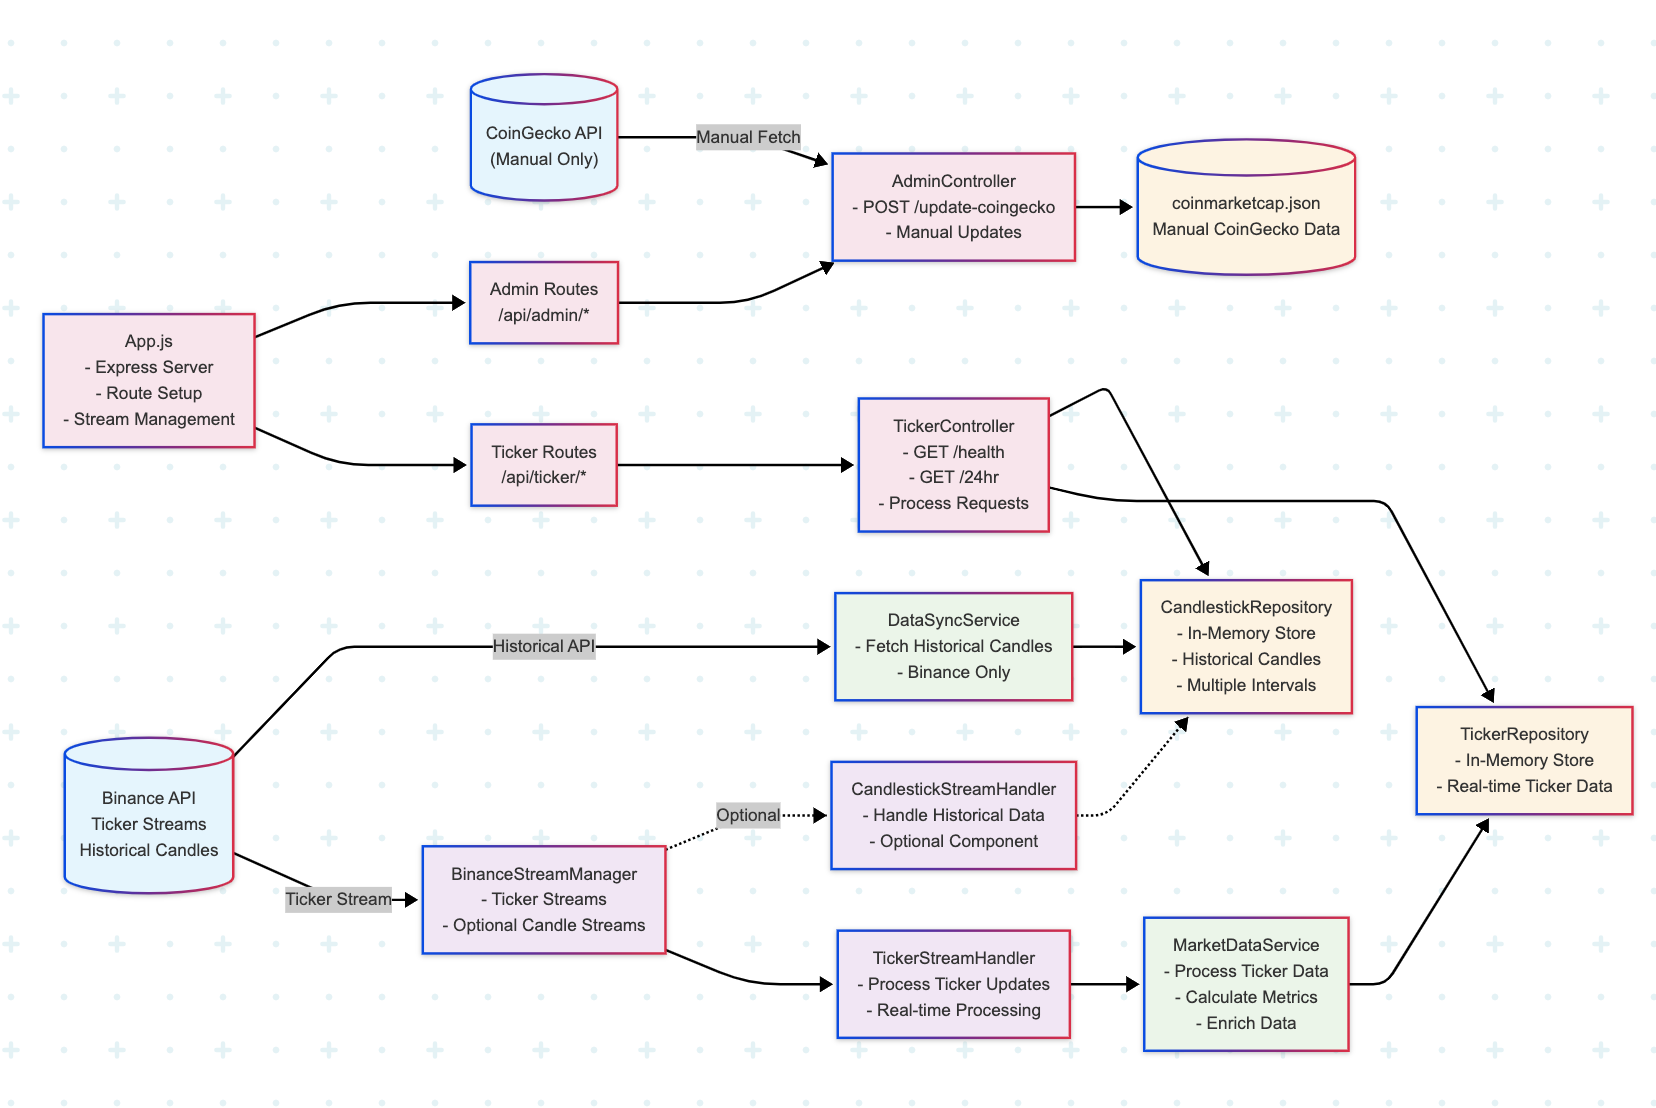 CoinGecko API
(Manual Only)
Manual Fetch
AdminController
- POST /update-coingecko
- Manual Updates
coinmarketcap.json
Manual CoinGecko Data
Admin Routes
/api/admin/*
App.js
- Express Server
- Route Setup
- Stream Management
Ticker Routes
/api/ticker/*
TickerController
- GET /health
- GET /24hr
- Process Requests
Historical API
DataSyncService
- Fetch Historical Candles
- Binance Only
CandlestickRepository
- In-Memory Store
- Historical Candles
- Multiple Intervals
TickerRepository
- In-Memory Store
- Real-time Ticker Data
Binance API
Ticker Streams
Historical Candles
Optional
CandlestickStreamHandler
- Handle Historical Data
- Optional Component
Ticker Stream
BinanceStreamManager
- Ticker Streams
- Optional Candle Streams
TickerStreamHandler
- Process Ticker Updates
- Real-time Processing
MarketDataService
- Process Ticker Data
- Calculate Metrics
- Enrich Data